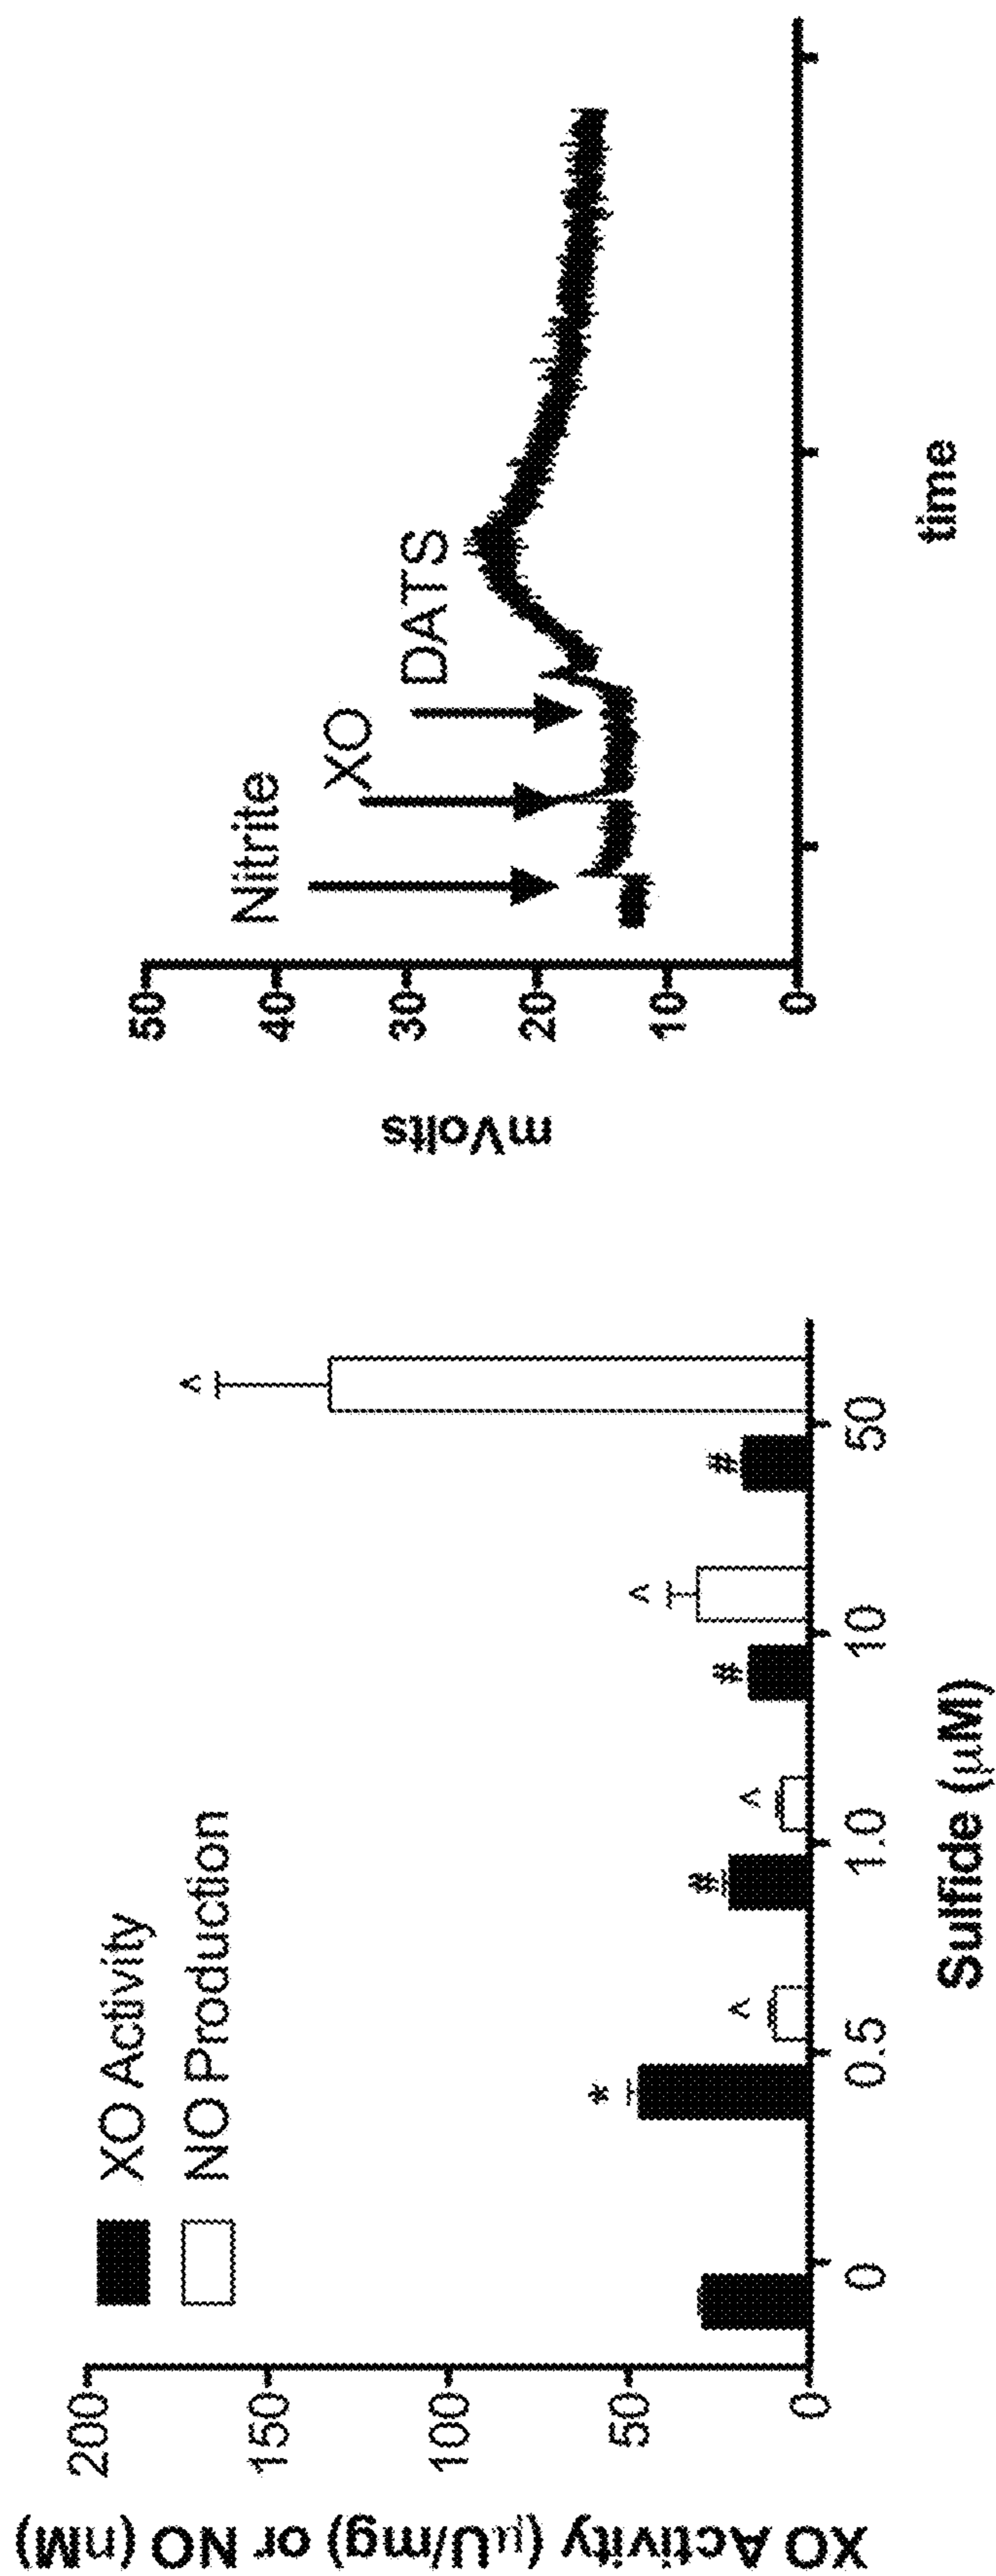 XO Activity (μU/mg) or NO (nM)
200
150
100
50
0
XO Activity
NO Production
*
^
#
^
#
^
#
^
0
0.5
1.0
10
50
Sulfide (μM)
mVolts
50
40
30
20
10
0
Nitrite
XO
DATS
time